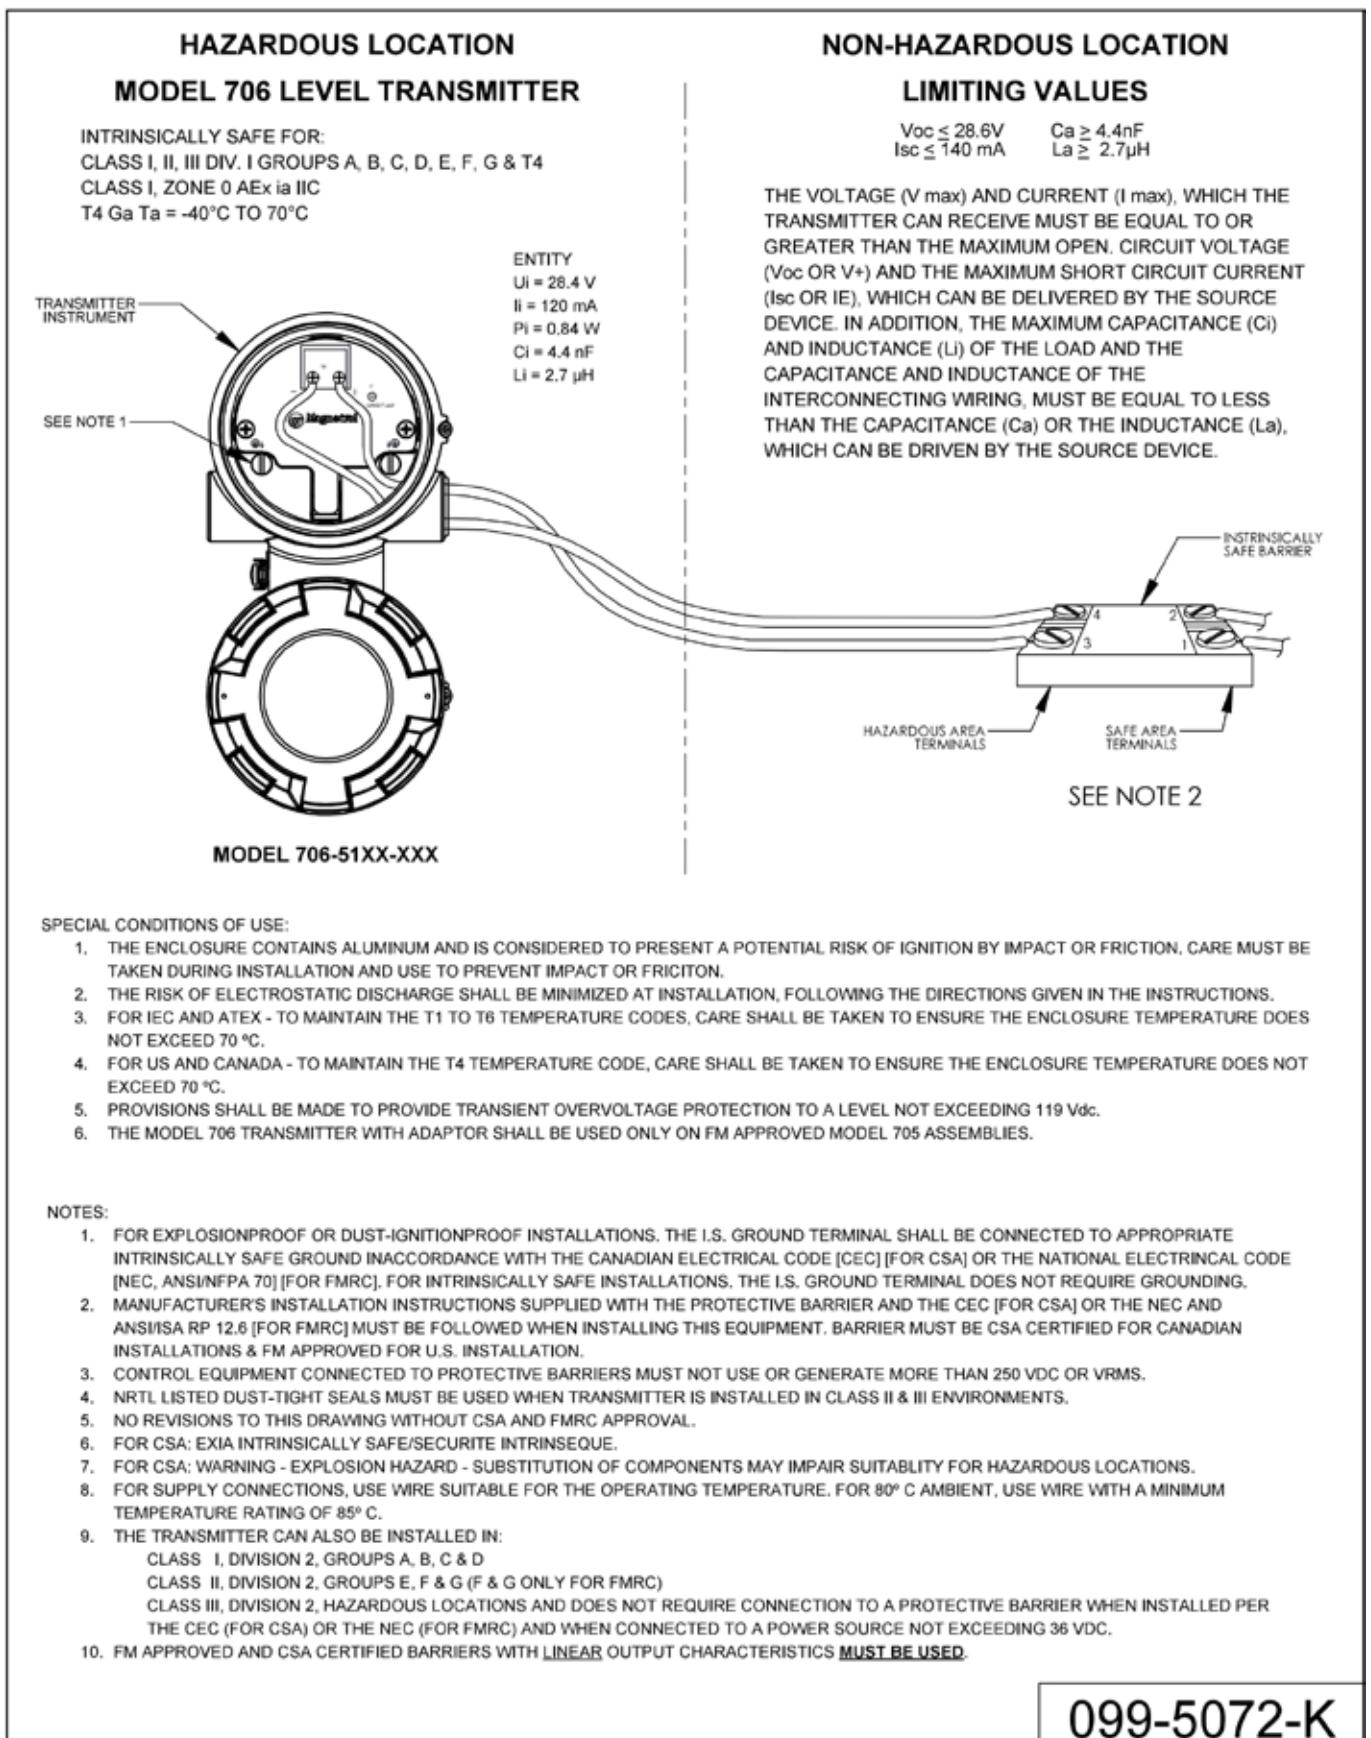 HAZARDOUS LOCATION
MODEL 706 LEVEL TRANSMITTER
INTRINSICALLY SAFE FOR:
CLASS I, II, III DIV. I GROUPS A, B, C, D, E, F, G & T4
CLASS I, ZONE 0 AEx ia IIC
T4 Ga Ta = -40°C TO 70°C
ENTITY
Ui = 28.4 V
Ii = 120 mA
Pi = 0.84 W
Ci = 4.4 nF
Li = 2.7 µH
TRANSMITTER
INSTRUMENT
SEE NOTE 1
Magnetrol
MODEL 706-51XX-XXX
NON-HAZARDOUS LOCATION
LIMITING VALUES
Voc ≤ 28.6V Ca ≥ 4.4nF
Isc ≤ 140 mA La ≥ 2.7µH
THE VOLTAGE (V max) AND CURRENT (I max), WHICH THE
TRANSMITTER CAN RECEIVE MUST BE EQUAL TO OR
GREATER THAN THE MAXIMUM OPEN. CIRCUIT VOLTAGE
(Voc OR V+) AND THE MAXIMUM SHORT CIRCUIT CURRENT
(Isc OR IE), WHICH CAN BE DELIVERED BY THE SOURCE
DEVICE. IN ADDITION, THE MAXIMUM CAPACITANCE (Ci)
AND INDUCTANCE (Li) OF THE LOAD AND THE
CAPACITANCE AND INDUCTANCE OF THE
INTERCONNECTING WIRING, MUST BE EQUAL TO LESS
THAN THE CAPACITANCE (Ca) OR THE INDUCTANCE (La),
WHICH CAN BE DRIVEN BY THE SOURCE DEVICE.
INSTRINSICALLY
SAFE BARRIER
4
2
3
1
HAZARDOUS AREA
TERMINALS
SAFE AREA
TERMINALS
SEE NOTE 2
SPECIAL CONDITIONS OF USE:
1. THE ENCLOSURE CONTAINS ALUMINUM AND IS CONSIDERED TO PRESENT A POTENTIAL RISK OF IGNITION BY IMPACT OR FRICTION. CARE MUST BE
TAKEN DURING INSTALLATION AND USE TO PREVENT IMPACT OR FRICITON.
2. THE RISK OF ELECTROSTATIC DISCHARGE SHALL BE MINIMIZED AT INSTALLATION, FOLLOWING THE DIRECTIONS GIVEN IN THE INSTRUCTIONS.
3. FOR IEC AND ATEX - TO MAINTAIN THE T1 TO T6 TEMPERATURE CODES, CARE SHALL BE TAKEN TO ENSURE THE ENCLOSURE TEMPERATURE DOES
NOT EXCEED 70 ºC.
4. FOR US AND CANADA - TO MAINTAIN THE T4 TEMPERATURE CODE, CARE SHALL BE TAKEN TO ENSURE THE ENCLOSURE TEMPERATURE DOES NOT
EXCEED 70 ºC.
5. PROVISIONS SHALL BE MADE TO PROVIDE TRANSIENT OVERVOLTAGE PROTECTION TO A LEVEL NOT EXCEEDING 119 Vdc.
6. THE MODEL 706 TRANSMITTER WITH ADAPTOR SHALL BE USED ONLY ON FM APPROVED MODEL 705 ASSEMBLIES.
NOTES:
1. FOR EXPLOSIONPROOF OR DUST-IGNITIONPROOF INSTALLATIONS. THE I.S. GROUND TERMINAL SHALL BE CONNECTED TO APPROPRIATE
INTRINSICALLY SAFE GROUND INACCORDANCE WITH THE CANADIAN ELECTRICAL CODE [CEC] [FOR CSA] OR THE NATIONAL ELECTRINCAL CODE
[NEC, ANSI/NFPA 70] [FOR FMRC]. FOR INTRINSICALLY SAFE INSTALLATIONS. THE I.S. GROUND TERMINAL DOES NOT REQUIRE GROUNDING.
2. MANUFACTURER'S INSTALLATION INSTRUCTIONS SUPPLIED WITH THE PROTECTIVE BARRIER AND THE CEC [FOR CSA] OR THE NEC AND
ANSI/ISA RP 12.6 [FOR FMRC] MUST BE FOLLOWED WHEN INSTALLING THIS EQUIPMENT. BARRIER MUST BE CSA CERTIFIED FOR CANADIAN
INSTALLATIONS & FM APPROVED FOR U.S. INSTALLATION.
3. CONTROL EQUIPMENT CONNECTED TO PROTECTIVE BARRIERS MUST NOT USE OR GENERATE MORE THAN 250 VDC OR VRMS.
4. NRTL LISTED DUST-TIGHT SEALS MUST BE USED WHEN TRANSMITTER IS INSTALLED IN CLASS II & III ENVIRONMENTS.
5. NO REVISIONS TO THIS DRAWING WITHOUT CSA AND FMRC APPROVAL.
6. FOR CSA: EXIA INTRINSICALLY SAFE/SECURITE INTRINSEQUE.
7. FOR CSA: WARNING - EXPLOSION HAZARD - SUBSTITUTION OF COMPONENTS MAY IMPAIR SUITABLITY FOR HAZARDOUS LOCATIONS.
8. FOR SUPPLY CONNECTIONS, USE WIRE SUITABLE FOR THE OPERATING TEMPERATURE. FOR 80º C AMBIENT, USE WIRE WITH A MINIMUM
TEMPERATURE RATING OF 85º C.
9. THE TRANSMITTER CAN ALSO BE INSTALLED IN:
CLASS I, DIVISION 2, GROUPS A, B, C & D
CLASS II, DIVISION 2, GROUPS E, F & G (F & G ONLY FOR FMRC)
CLASS III, DIVISION 2, HAZARDOUS LOCATIONS AND DOES NOT REQUIRE CONNECTION TO A PROTECTIVE BARRIER WHEN INSTALLED PER
THE CEC (FOR CSA) OR THE NEC (FOR FMRC) AND WHEN CONNECTED TO A POWER SOURCE NOT EXCEEDING 36 VDC.
10. FM APPROVED AND CSA CERTIFIED BARRIERS WITH LINEAR OUTPUT CHARACTERISTICS MUST BE USED.
099-5072-K